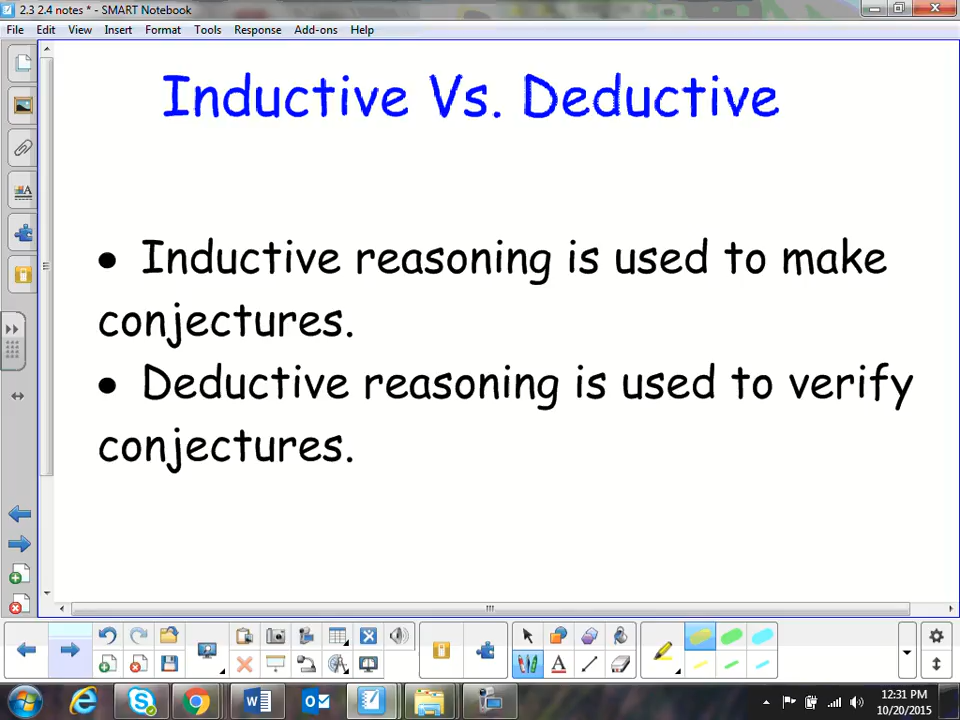 2.3 2.4 notes * - SMART Notebook
File Edit View Insert Format Tools Response Add-ons Help
Inductive Vs. Deductive
• Inductive reasoning is used to make
conjectures.
• Deductive reasoning is used to verify
conjectures.
12:31 PM
10/20/2015